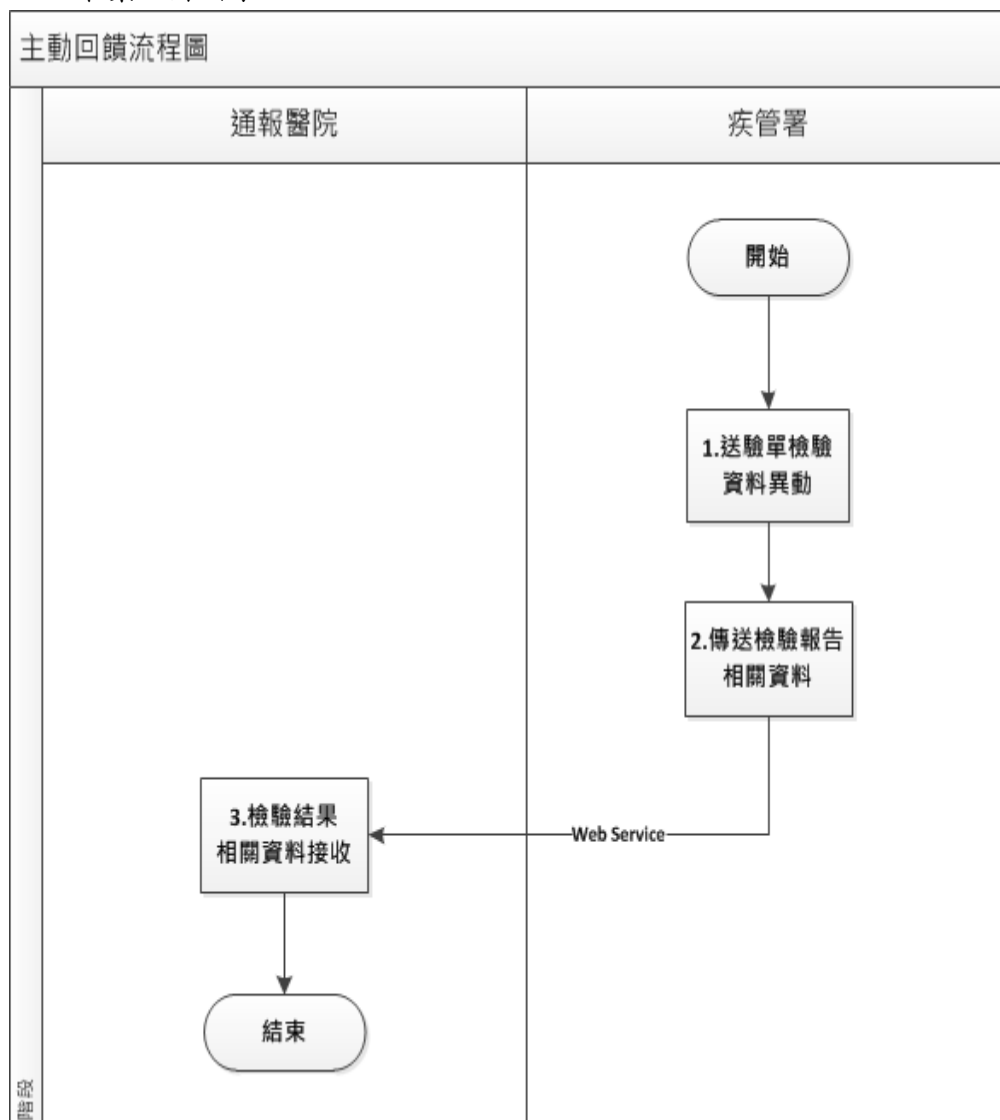 主動回饋流程圖
通報醫院
疾管署
開始
1.送驗單檢驗
資料異動
2.傳送檢驗報告
相關資料
Web Service
3.檢驗結果
相關資料接收
結束
階段